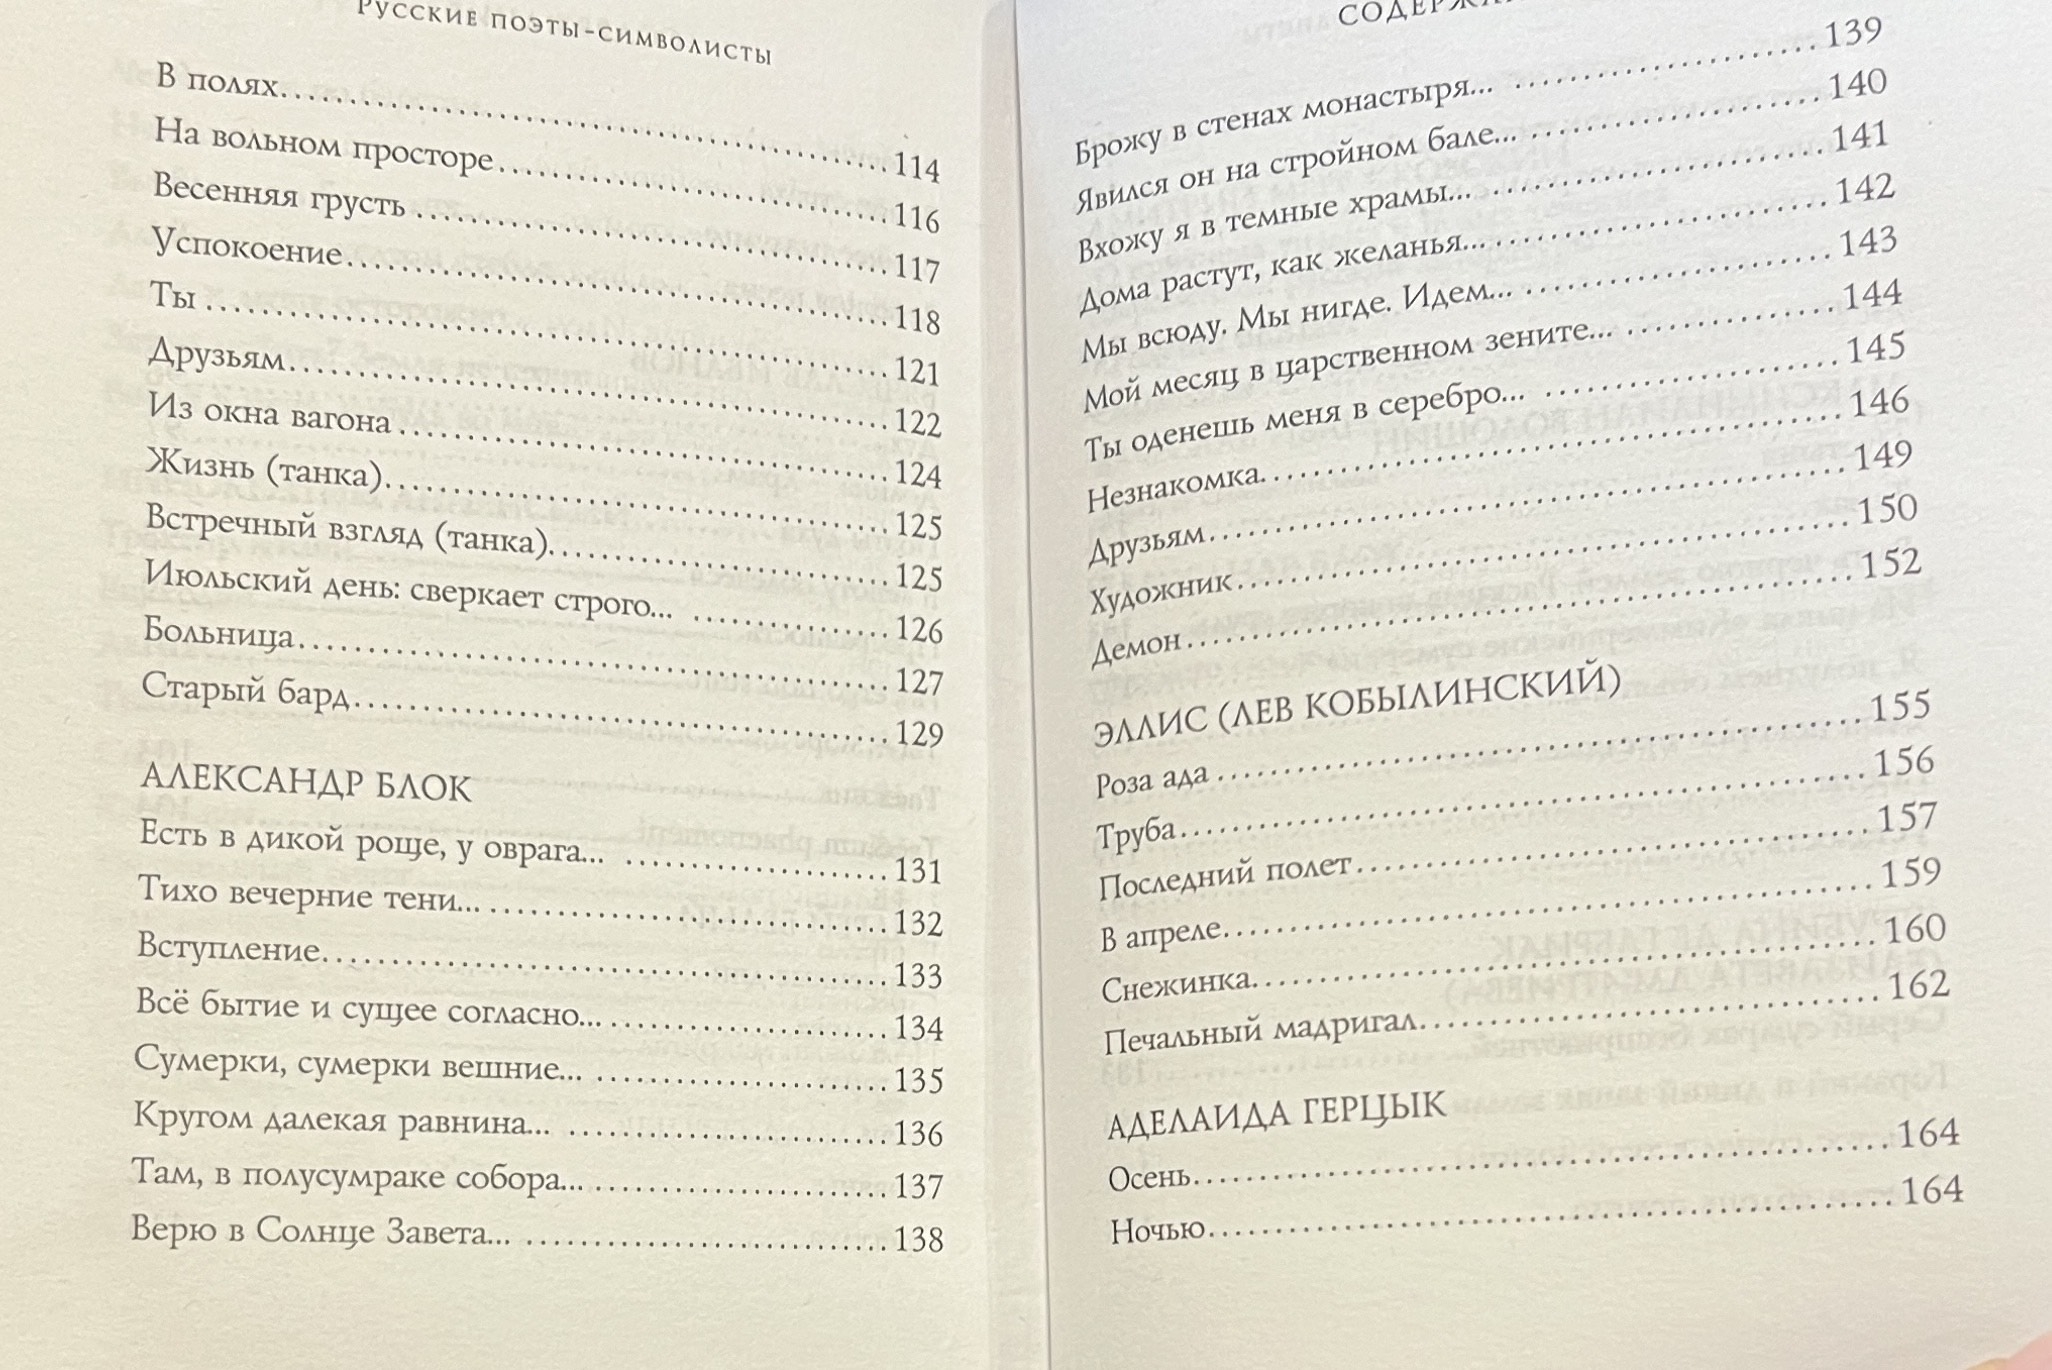 Русские поэты-символисты
В полях........114
На вольном просторе........116
Весенняя грусть........117
Успокоение........118
Ты........121
Друзьям........122
Из окна вагона........124
Жизнь (танка)........125
Встречный взгляд (танка)........125
Июльский день: сверкает строго... ........126
Больница........127
Старый бард........129
АЛЕКСАНДР БЛОК
Есть в дикой роще, у оврага... ........131
Тихо вечерние тени... ........132
Вступление........133
Всё бытие и сущее согласно... ........134
Сумерки, сумерки вешние... ........135
Кругом далекая равнина... ........136
Там, в полусумраке собора... ........137
Верю в Солнце Завета... ........138
Брожу в стенах монастыря... ........139
Явился он на стройном бале... ........140
Вхожу я в темные храмы... ........141
Дома растут, как желанья... ........142
Мы всюду. Мы нигде. Идем... ........143
Мой месяц в царственном зените... ........144
Ты оденешь меня в серебро... ........145
Незнакомка........146
Друзьям........149
Художник........150
Демон........152
ЭЛЛИС (ЛЕВ КОБЫЛИНСКИЙ)
Роза ада........155
Труба........156
Последний полет........157
В апреле........159
Снежинка........160
Печальный мадригал........162
АДЕЛАИДА ГЕРЦЫК
Осень........164
Ночью........164